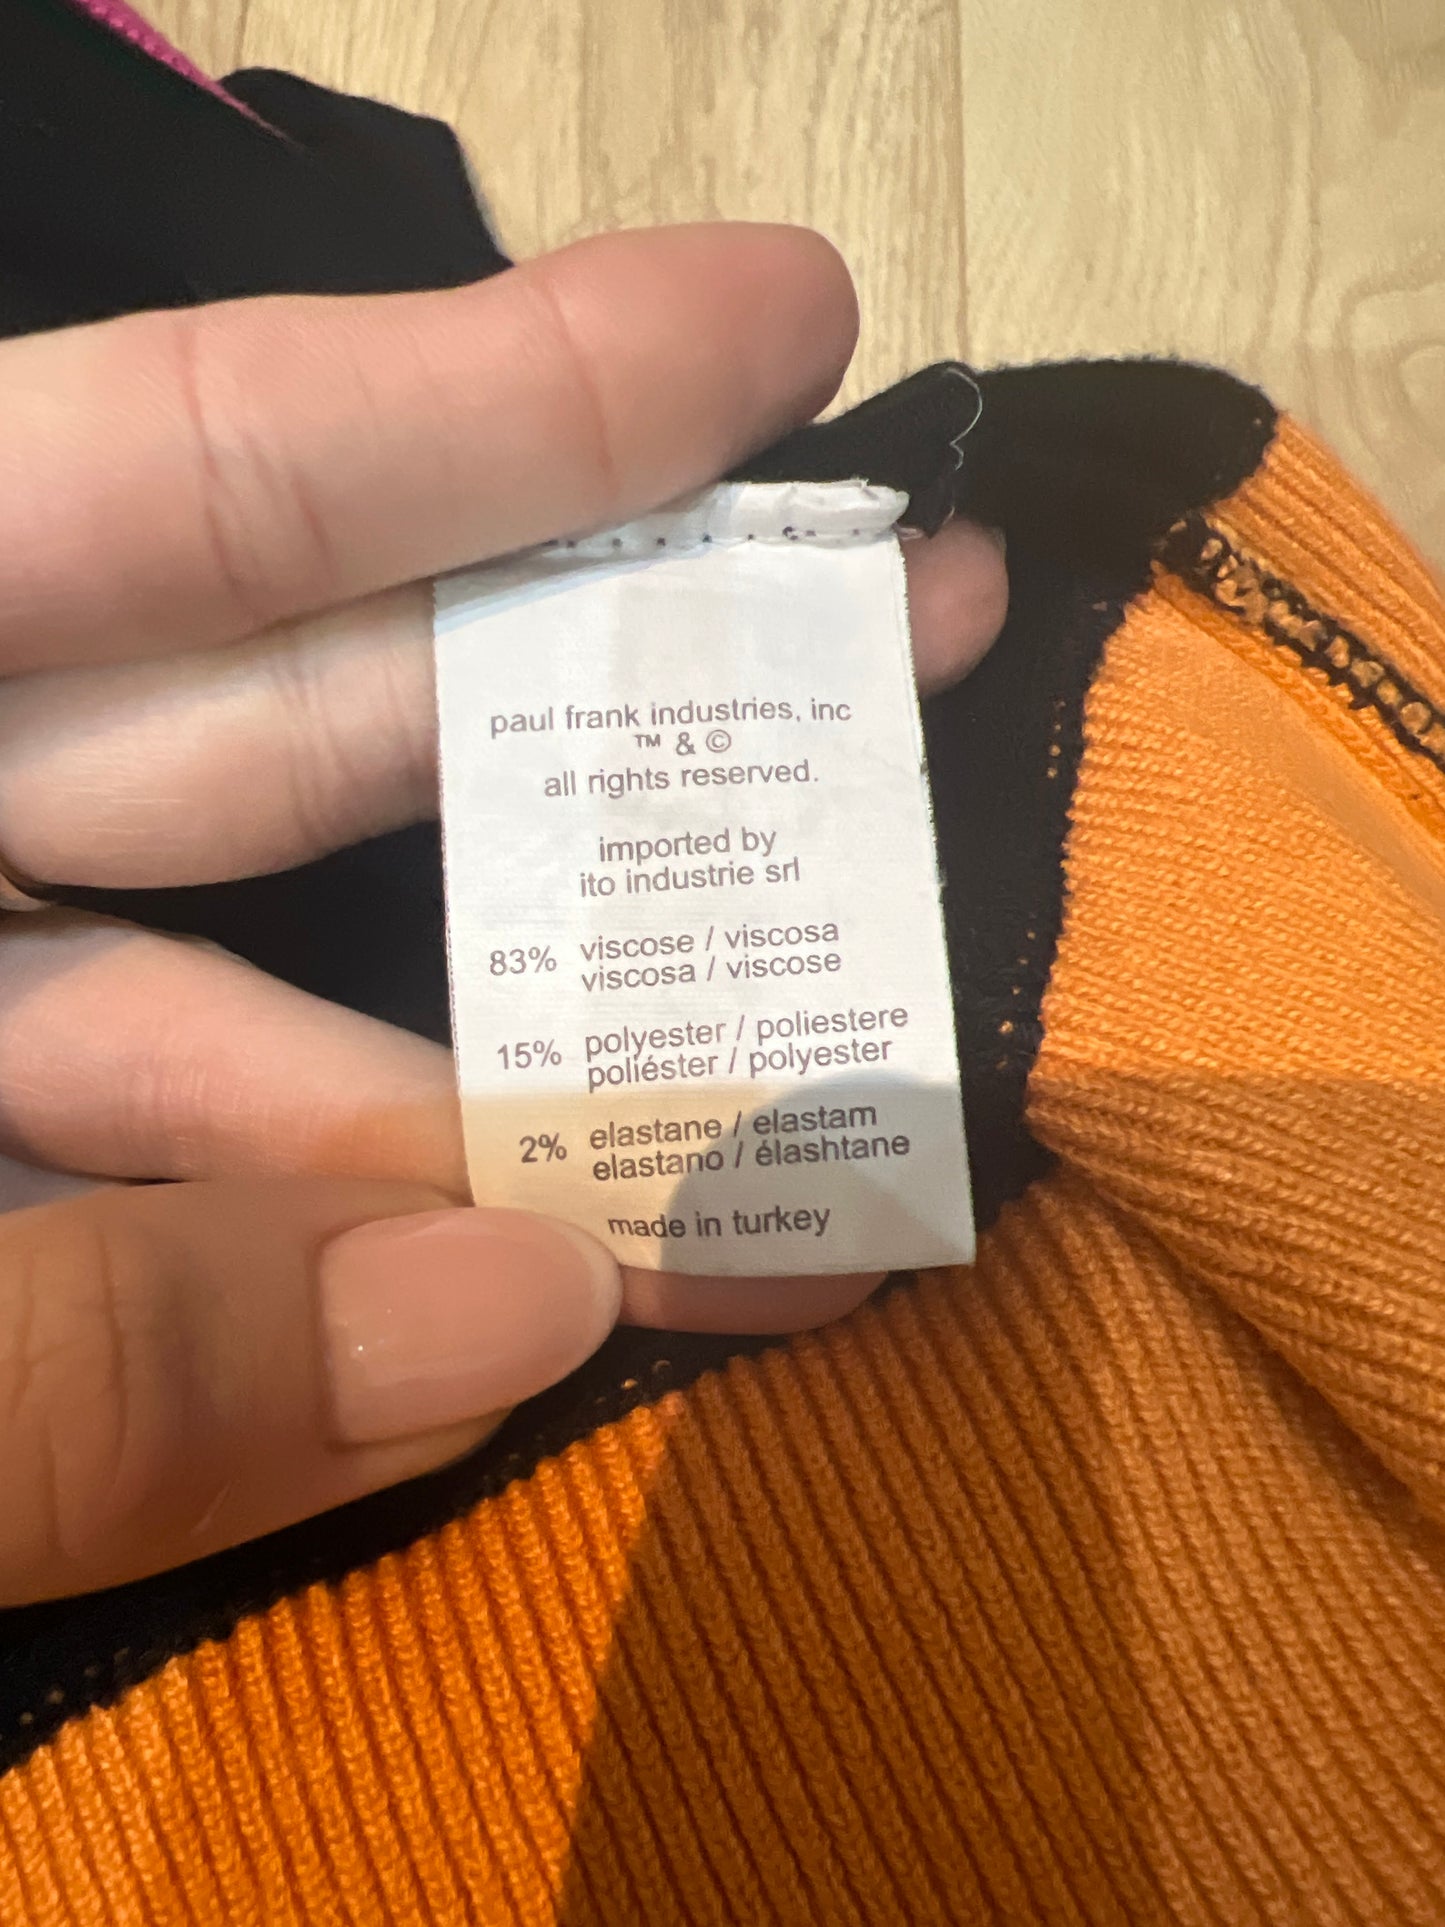 paul frank industries, inc
™ & ©
all rights reserved.
imported by
ito industrie srl
83% viscose / viscosa
viscosa / viscose
15% polyester / poliestere
poliéster / polyester
2% elastane / elastam
elastano / élashtane
made in turkey